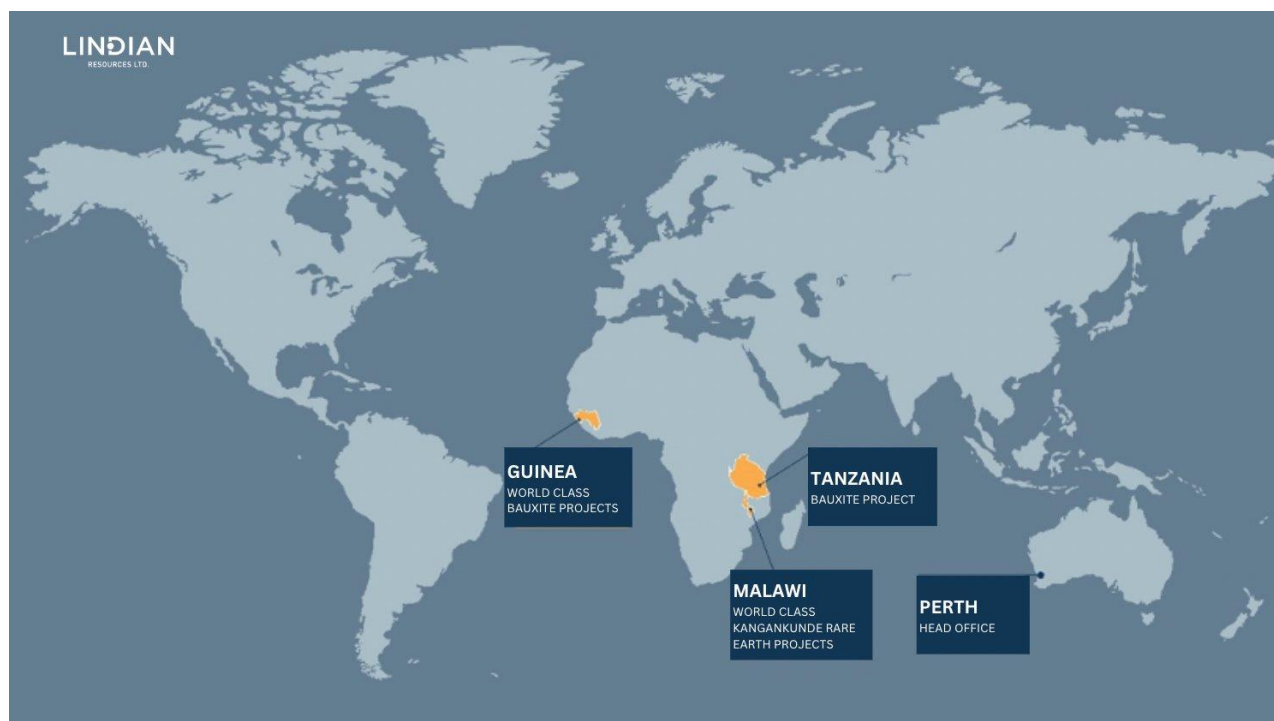 LINDIAN
RESOURCES LTD.
GUINEA
WORLD CLASS
BAUXITE PROJECTS
TANZANIA
BAUXITE PROJECT
MALAWI
WORLD CLASS
KANGANKUNDE RARE
EARTH PROJECTS
PERTH
HEAD OFFICE